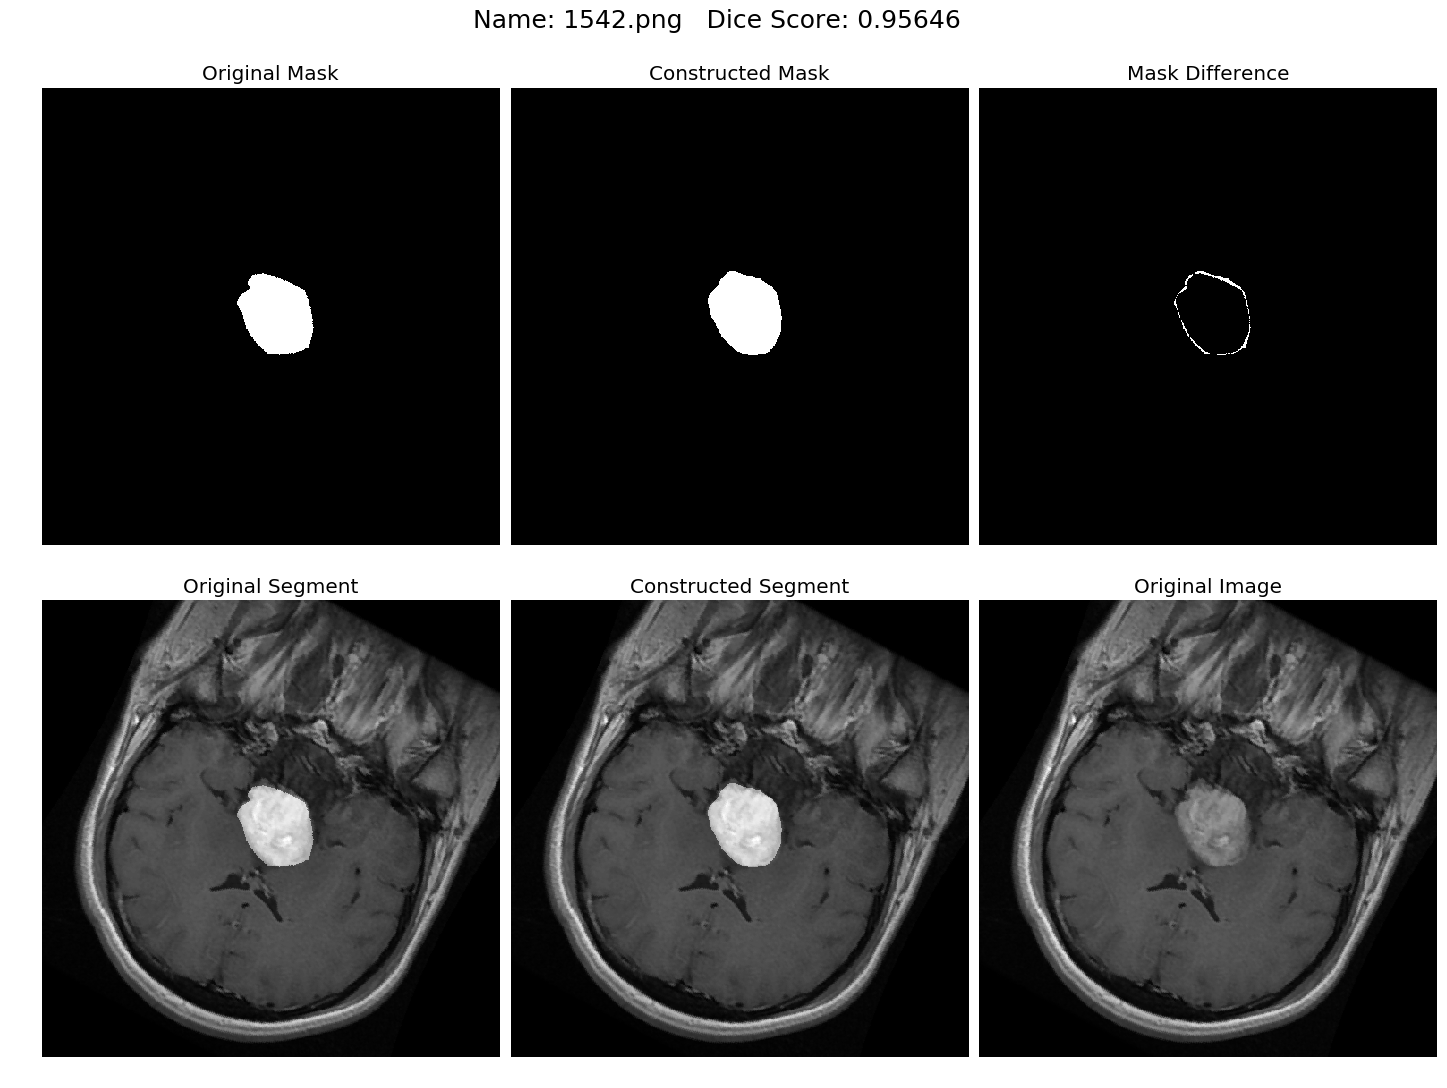 Name: 1542.png   Dice Score: 0.95646
Original Mask
Constructed Mask
Mask Difference
Original Segment
Constructed Segment
Original Image